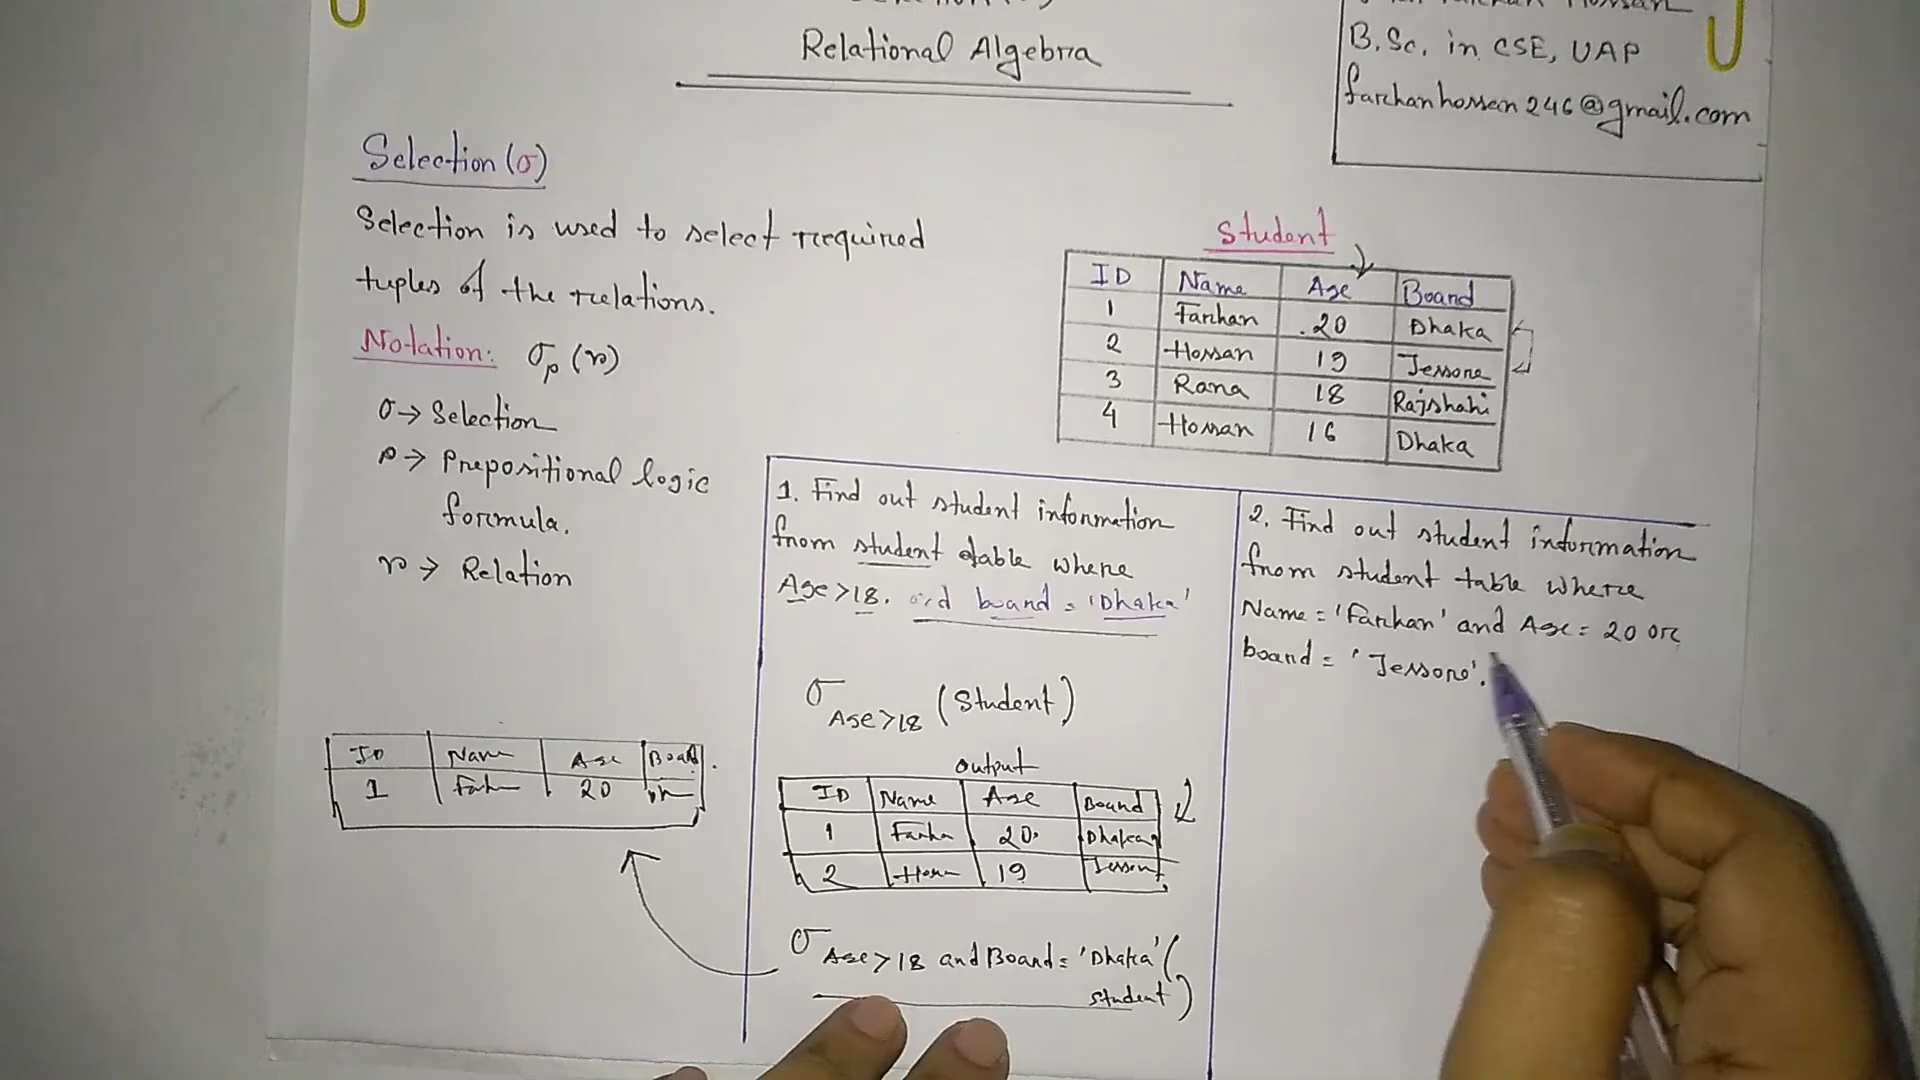 Relational Algebra
B.Sc. in CSE, UAP
farhanhossan246@gmail.com
Selection (σ)
Selection is used to select required
tuples of the relations.
Notation: σp (r)
σ → Selection
p → Prepositional logic
formula.
r → Relation
Student
ID Name Age Board
1 Farhan 20 Dhaka
2 Hossan 19 Jessore
3 Rana 18 Rajshahi
4 Hossan 16 Dhaka
1. Find out student information
from student table where
Age > 18. and board = 'Dhaka'
σ Age > 18 (Student)
Output
ID Name Age Board
1 Farha 20 Dhaka
2 19
σ Age > 18 and Board = 'Dhaka' (
student)
ID Nam Age Board
1 20
2. Find out student information
from student table where
Name = 'Farhan' and Age = 20 or
board = 'Jessore'.